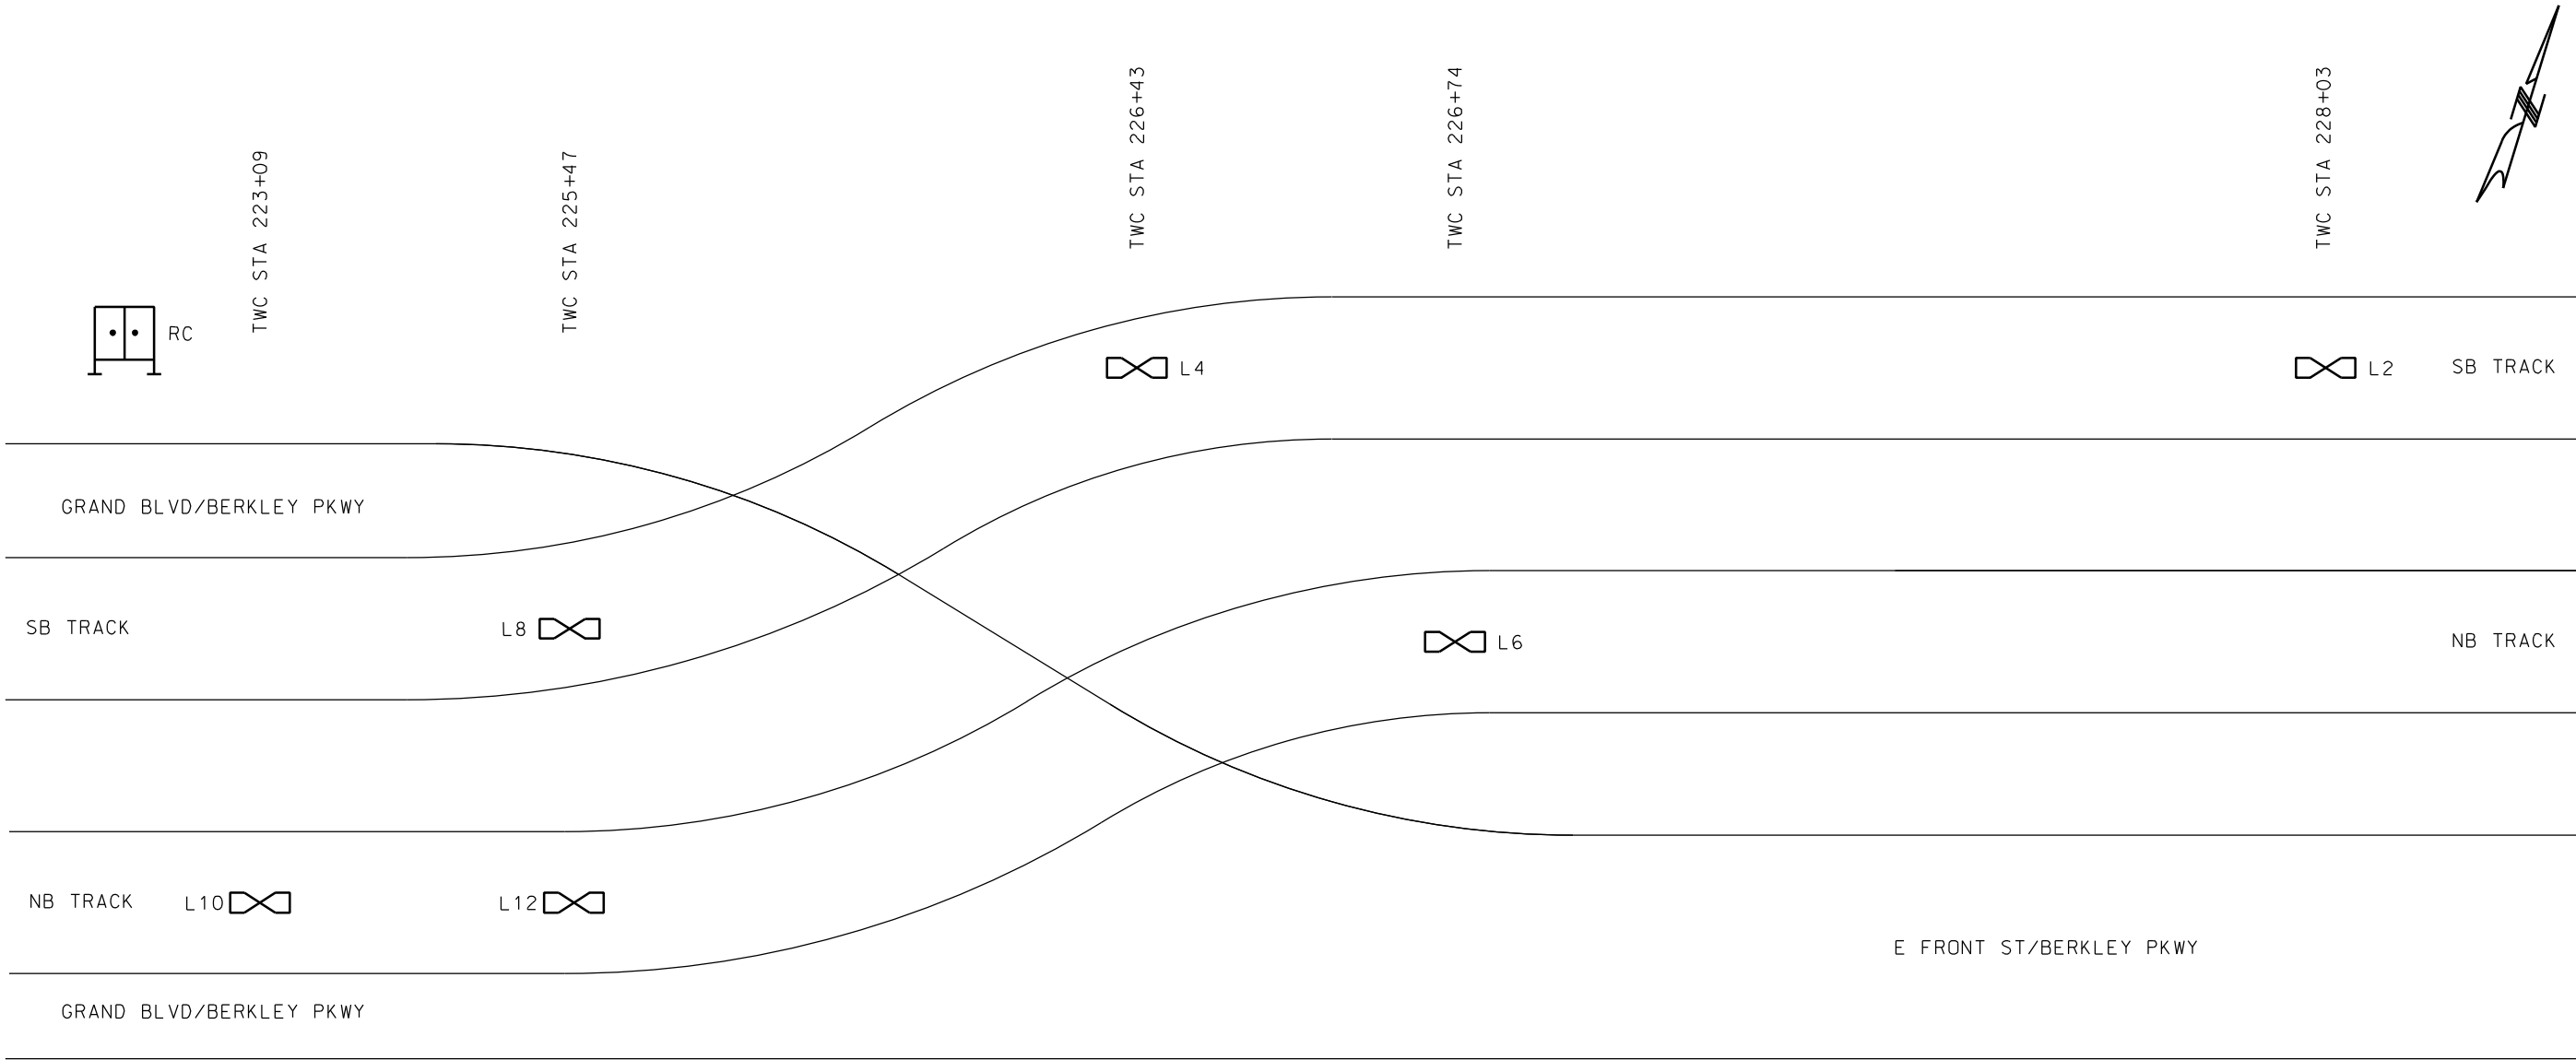 TWC STA 223+09
TWC STA 225+47
TWC STA 226+43
TWC STA 226+74
TWC STA 228+03
N
RC
L4
L2
SB TRACK
GRAND BLVD/BERKLEY PKWY
SB TRACK
L8
L6
NB TRACK
NB TRACK
L10
L12
E FRONT ST/BERKLEY PKWY
GRAND BLVD/BERKLEY PKWY